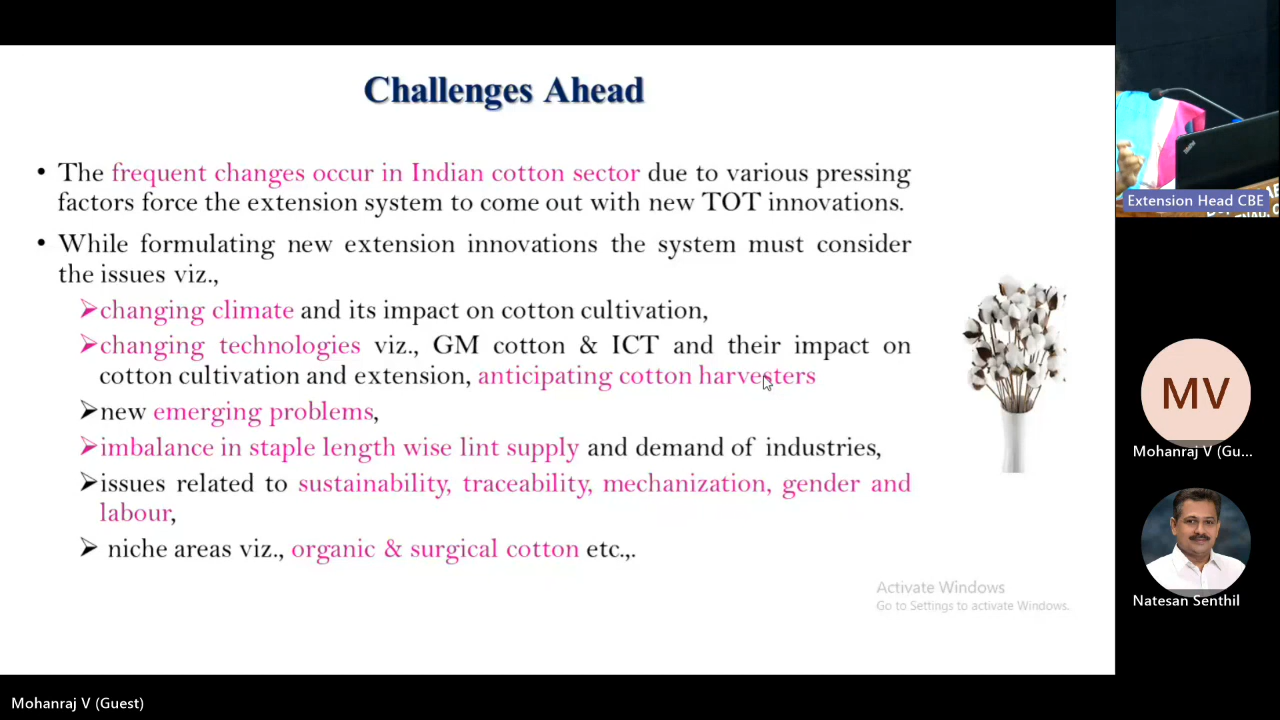 Challenges Ahead
• The frequent changes occur in Indian cotton sector due to various pressing
factors force the extension system to come out with new TOT innovations.
• While formulating new extension innovations the system must consider
the issues viz.,
➢changing climate and its impact on cotton cultivation,
➢changing technologies viz., GM cotton & ICT and their impact on
cotton cultivation and extension, anticipating cotton harvesters
➢new emerging problems,
➢imbalance in staple length wise lint supply and demand of industries,
➢issues related to sustainability, traceability, mechanization, gender and
labour,
➢ niche areas viz., organic & surgical cotton etc.,.
Activate Windows
Go to Settings to activate Windows.
Extension Head CBE
MV
Mohanraj V (Gu...
Natesan Senthil
Mohanraj V (Guest)